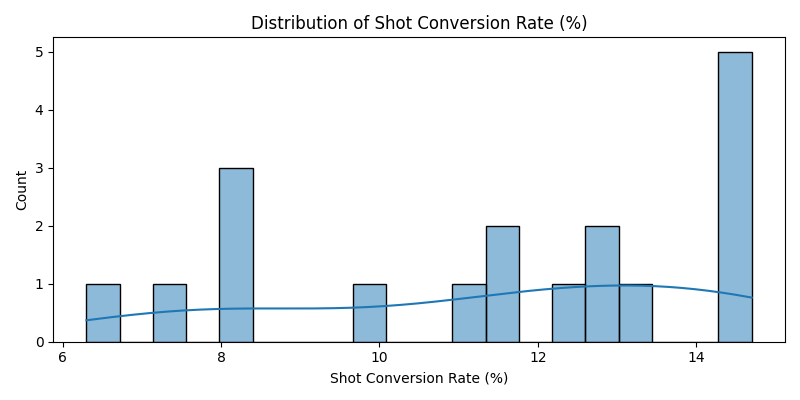 Distribution of Shot Conversion Rate (%)
5
4
3
2
1
0
Count
6 8 10 12 14
Shot Conversion Rate (%)